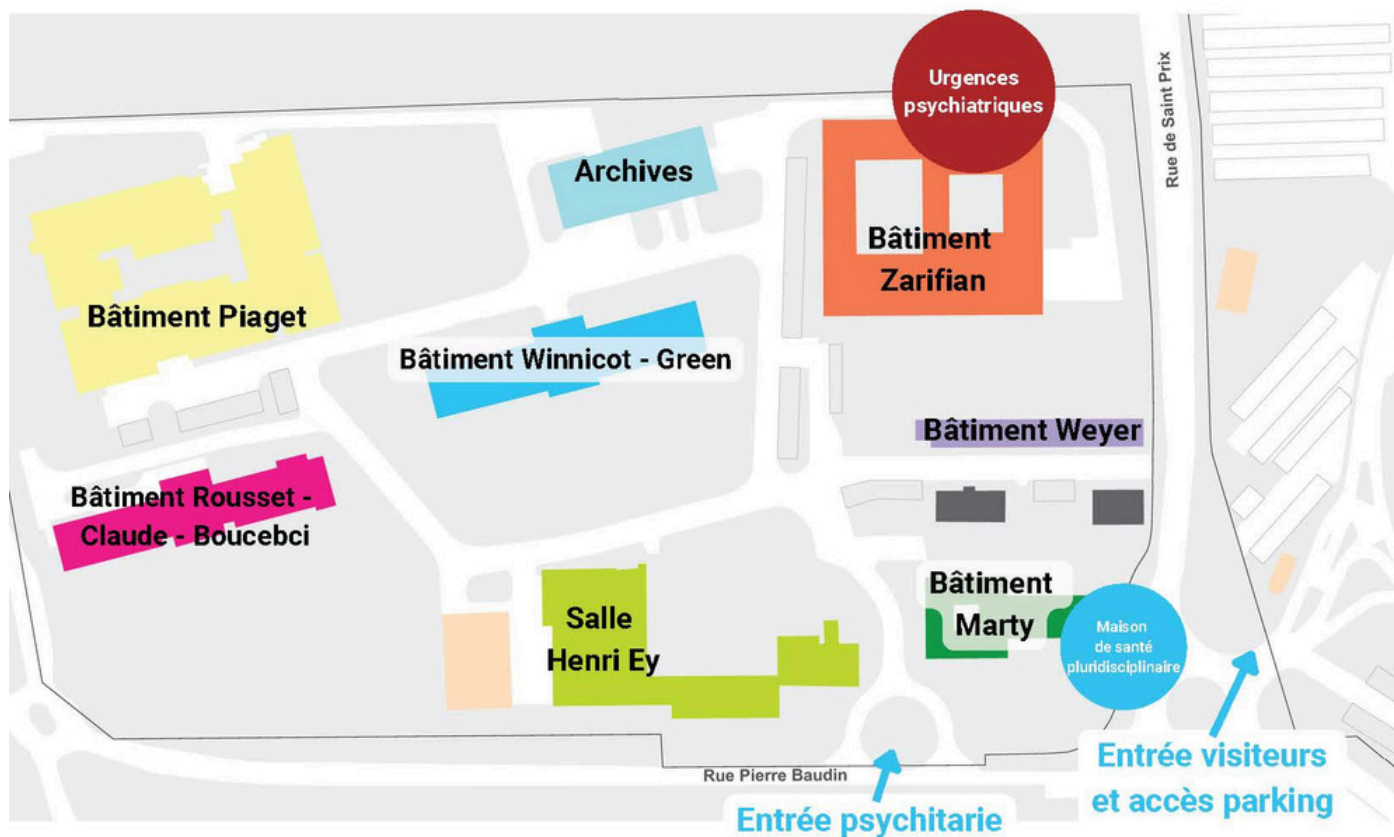 Urgences
psychiatriques
Rue de Saint Prix
Archives
Bâtiment
Zarifian
Bâtiment Piaget
Bâtiment Winnicot - Green
Bâtiment Weyer
Bâtiment Rousset -
Claude - Boucebci
Bâtiment
Marty
Salle
Henri Ey
Maison
de santé
pluridisciplinaire
Entrée visiteurs
et accès parking
Rue Pierre Baudin
Entrée psychitarie